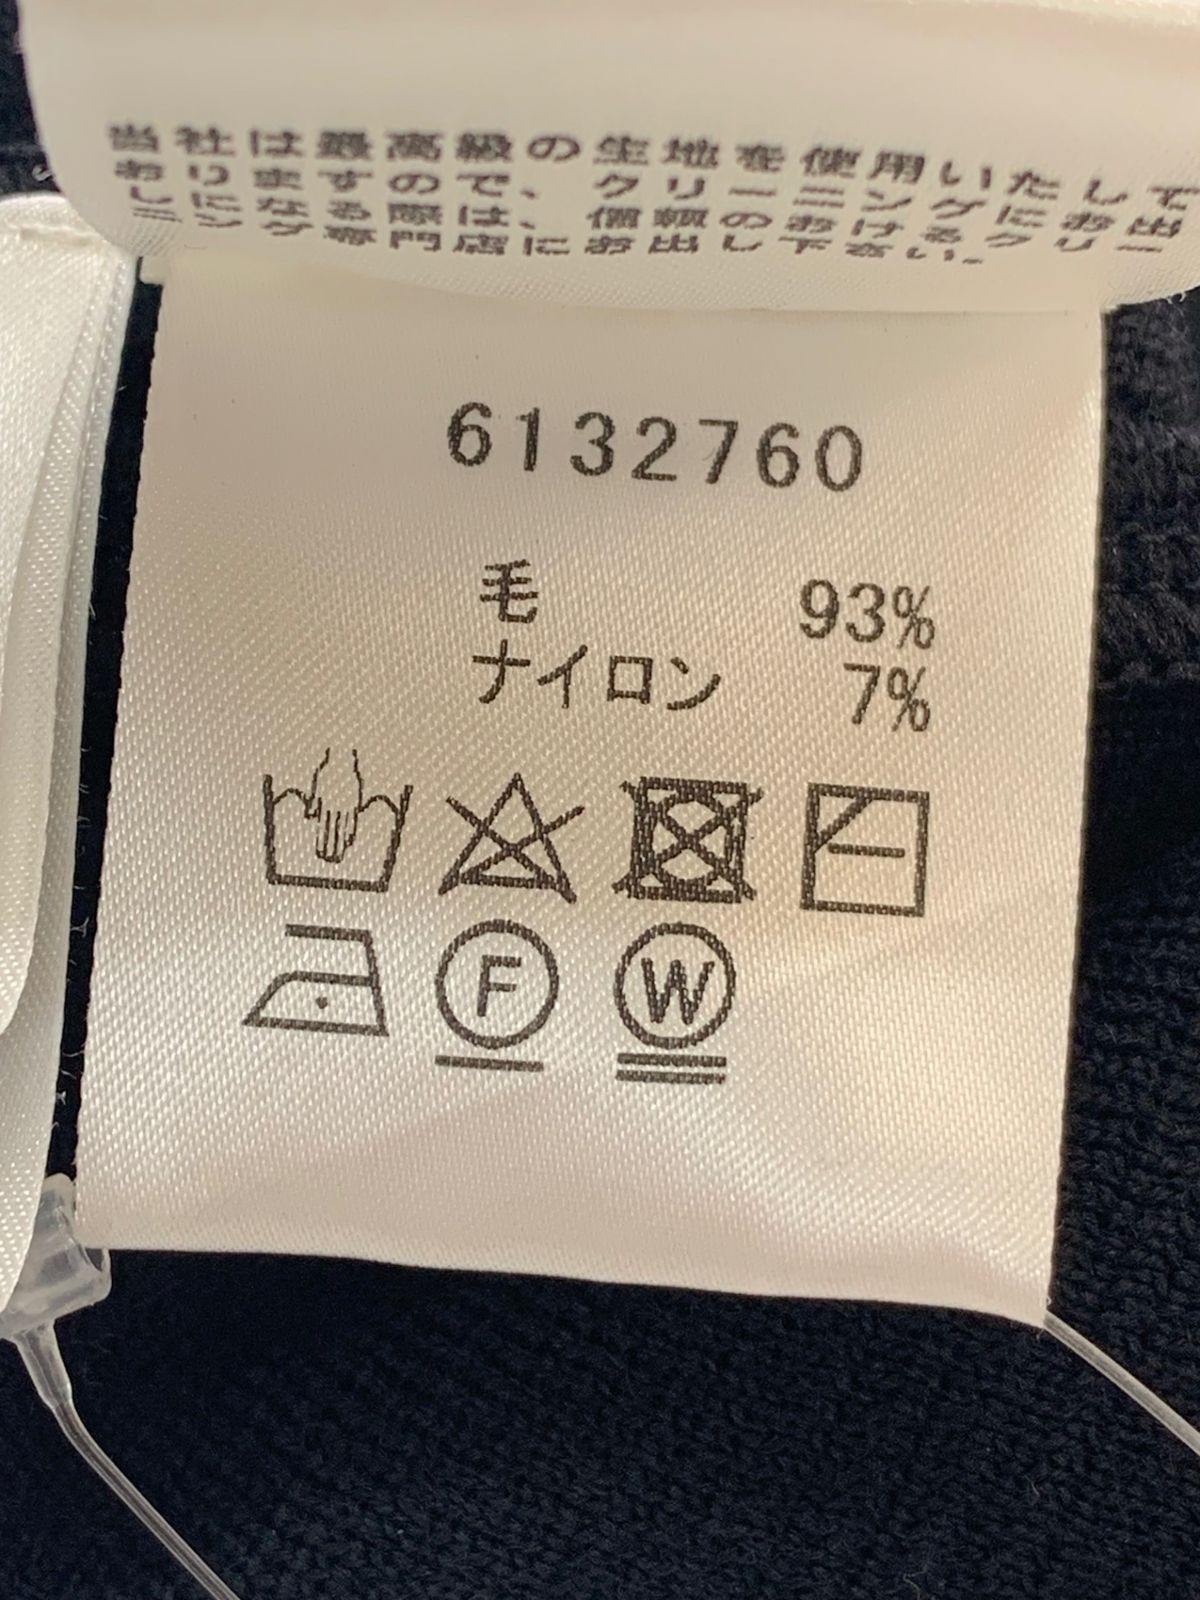 当社は最高級の生地を使用いたして
おりますので、クリーニングにお出
しになる際は、信頼のおけるクリー
ニング専門店にお出し下さい。
6132760
毛 93%
ナイロン 7%
F
W